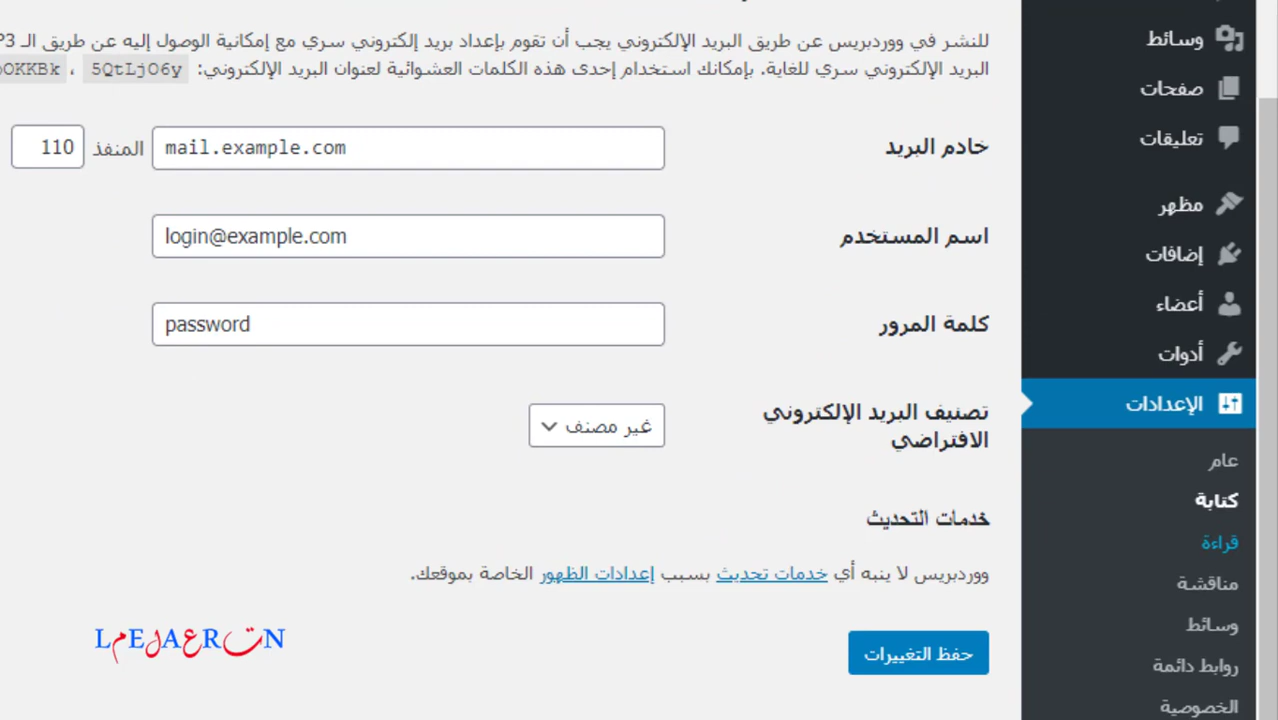 للنشر في ووردبريس عن طريق البريد الإلكتروني يجب أن تقوم بإعداد بريد إلكتروني سري مع إمكانية الوصول إليه عن طريق الـ P3
البريد الإلكتروني سري للغاية. بإمكانك استخدام إحدى هذه الكلمات العشوائية لعنوان البريد الإلكتروني: 5QtLjO6y ، OKKBk
خادم البريد mail.example.com المنفذ 110
اسم المستخدم login@example.com
كلمة المرور password
تصنيف البريد الإلكتروني الافتراضي غير مصنف
خدمات التحديث
ووردبريس لا ينبه أي خدمات تحديث بسبب إعدادات الظهور الخاصة بموقعك.
حفظ التغييرات
وسائط
صفحات
تعليقات
مظهر
إضافات
أعضاء
أدوات
الإعدادات
عام
كتابة
قراءة
مناقشة
وسائط
روابط دائمة
الخصوصية